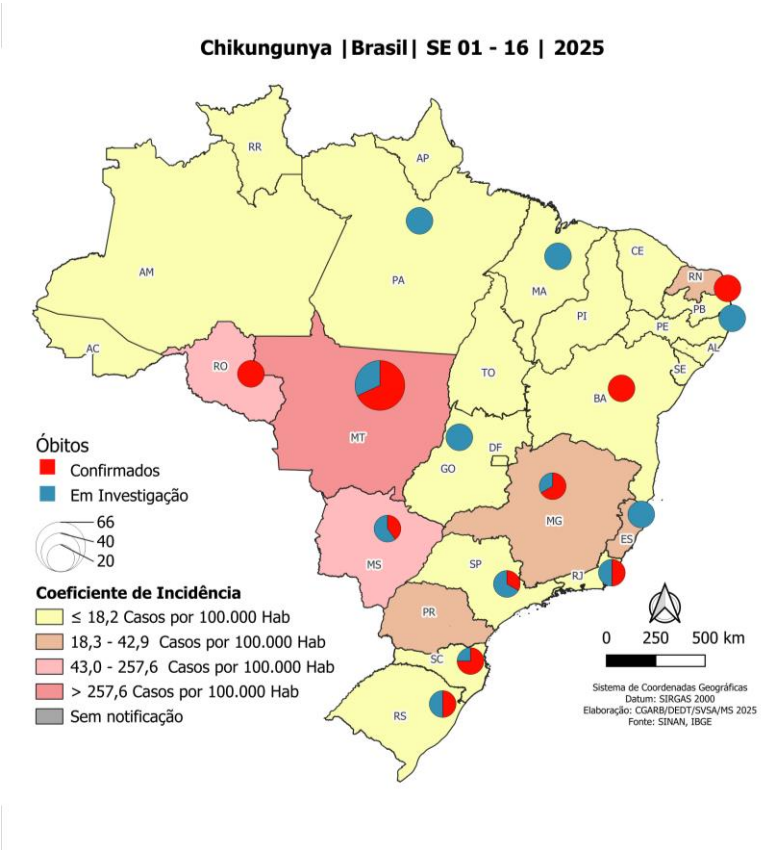 Chikungunya |Brasil| SE 01 - 16 | 2025
RR
AP
AM
PA
MA
CE
RN
PB
PI
PE
AL
SE
AC
RO
TO
BA
MT
DF
GO
MG
ES
MS
SP
RJ
PR
SC
RS
Óbitos
Confirmados
Em Investigação
66
40
20
Coeficiente de Incidência
≤ 18,2 Casos por 100.000 Hab
18,3 - 42,9 Casos por 100.000 Hab
43,0 - 257,6 Casos por 100.000 Hab
> 257,6 Casos por 100.000 Hab
Sem notificação
0 250 500 km
Sistema de Coordenadas Geográficas
Datum: SIRGAS 2000
Elaboração: CGARB/DEDT/SVSA/MS 2025
Fonte: SINAN, IBGE